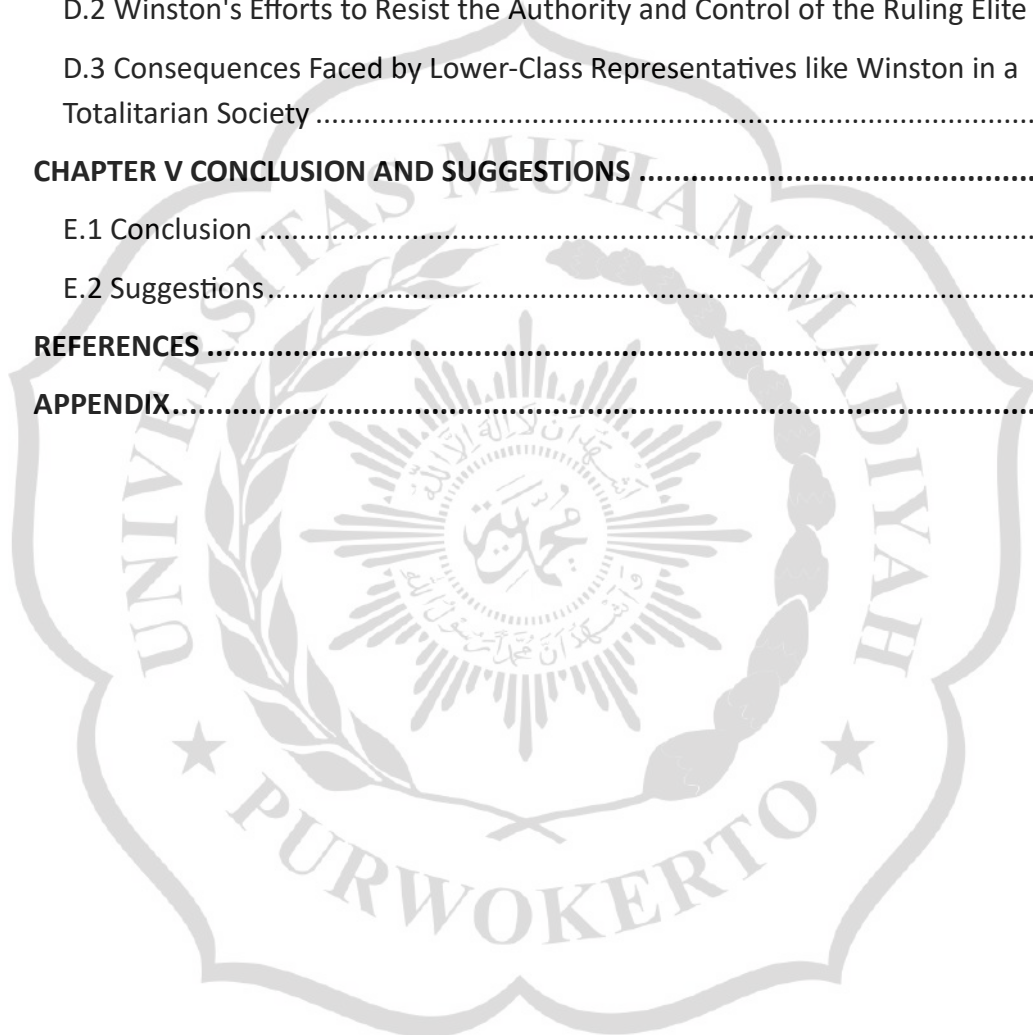 D.2 Winston's Efforts to Resist the Authority and Control of the Ruling Elite
D.3 Consequences Faced by Lower-Class Representatives like Winston in a
Totalitarian Society ........................................................................................
CHAPTER V CONCLUSION AND SUGGESTIONS ................................................
E.1 Conclusion ................................................................................................
E.2 Suggestions ...............................................................................................
REFERENCES ..................................................................................................
APPENDIX......................................................................................................
UNIVERSITAS MUHAMMADIYAH
PURWOKERTO